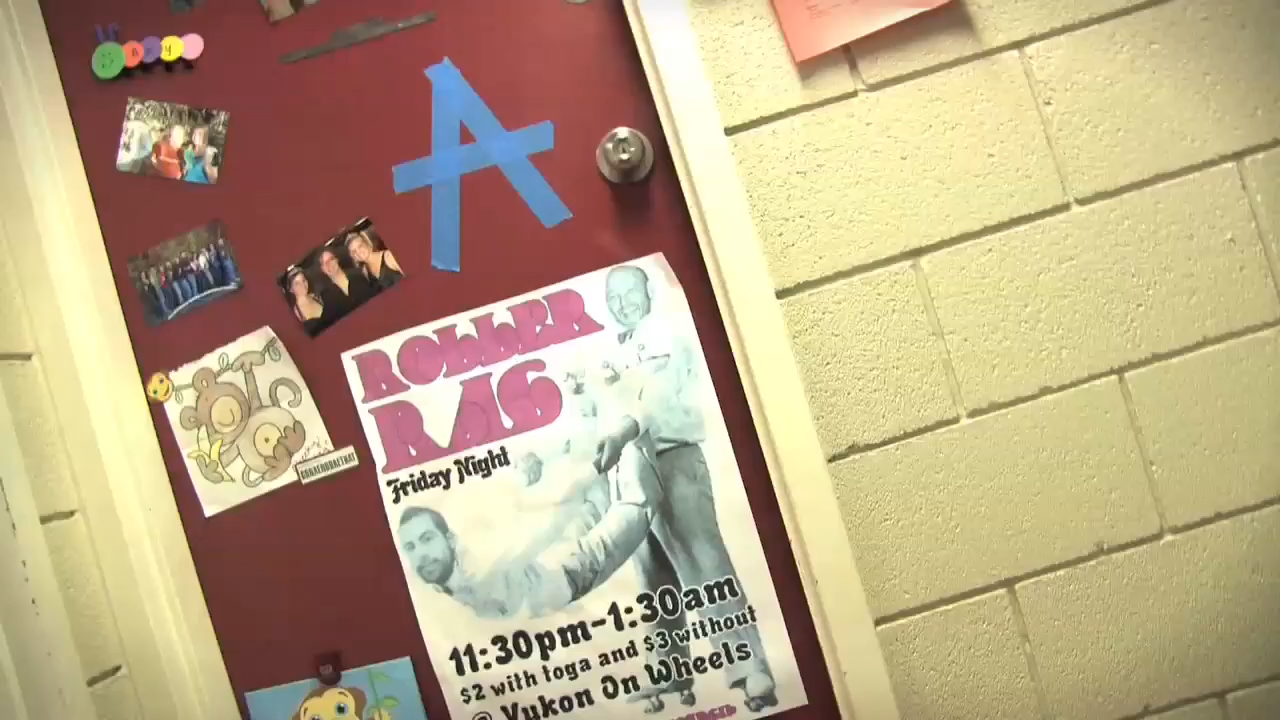 A
ROLLER
RAG
Friday Night
11:30pm-1:30am
$2 with toga and $3 without
@ Yukon On Wheels